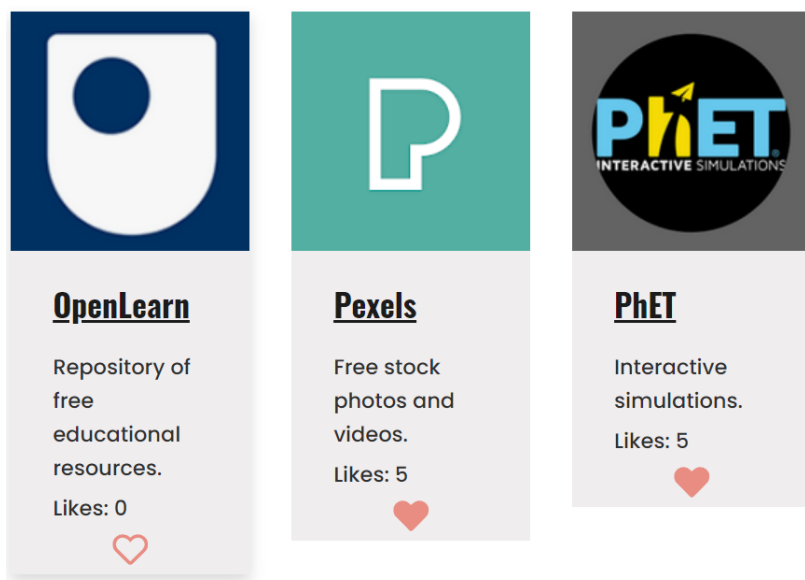 PhET
INTERACTIVE SIMULATIONS
OpenLearn
Repository of
free
educational
resources.
Likes: 0
Pexels
Free stock
photos and
videos.
Likes: 5
PhET
Interactive
simulations.
Likes: 5